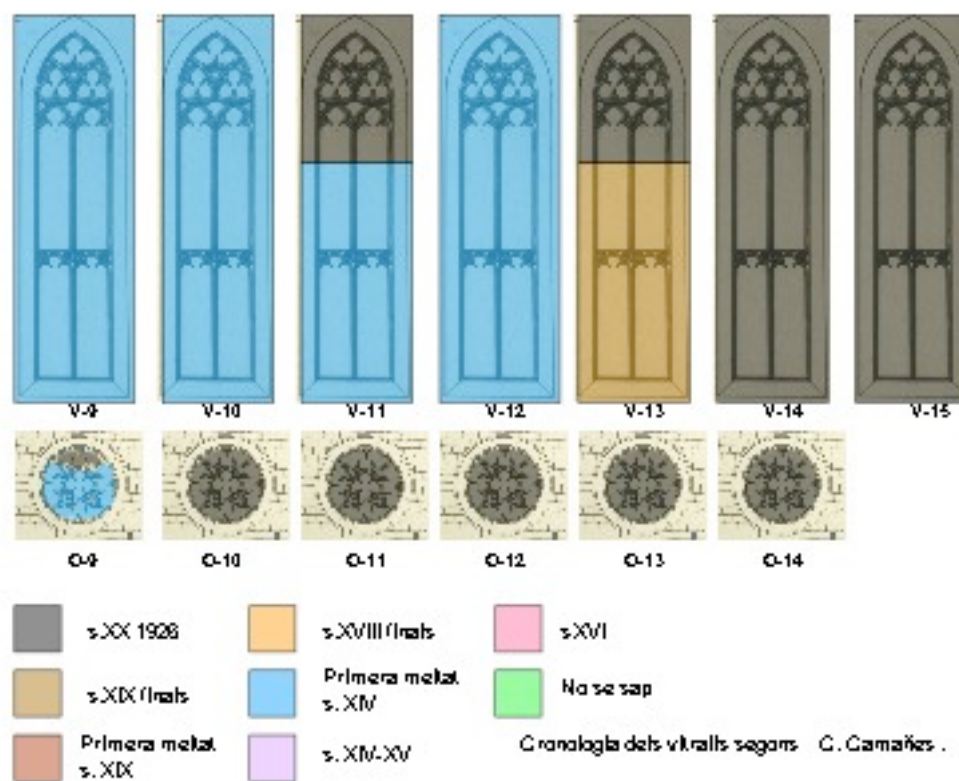 V-9 V-10 V-11 V-12 V-13 V-14 V-15
O-9 O-10 O-11 O-12 O-13 O-14
s.XX 1926 s.XVIII finals s.XVI
s.XIX finals Primera meitat s. XIV No se sap
Primera meitat s. XIX s. XIV-XV Cronologia dels vitralls segons G. Camañes .